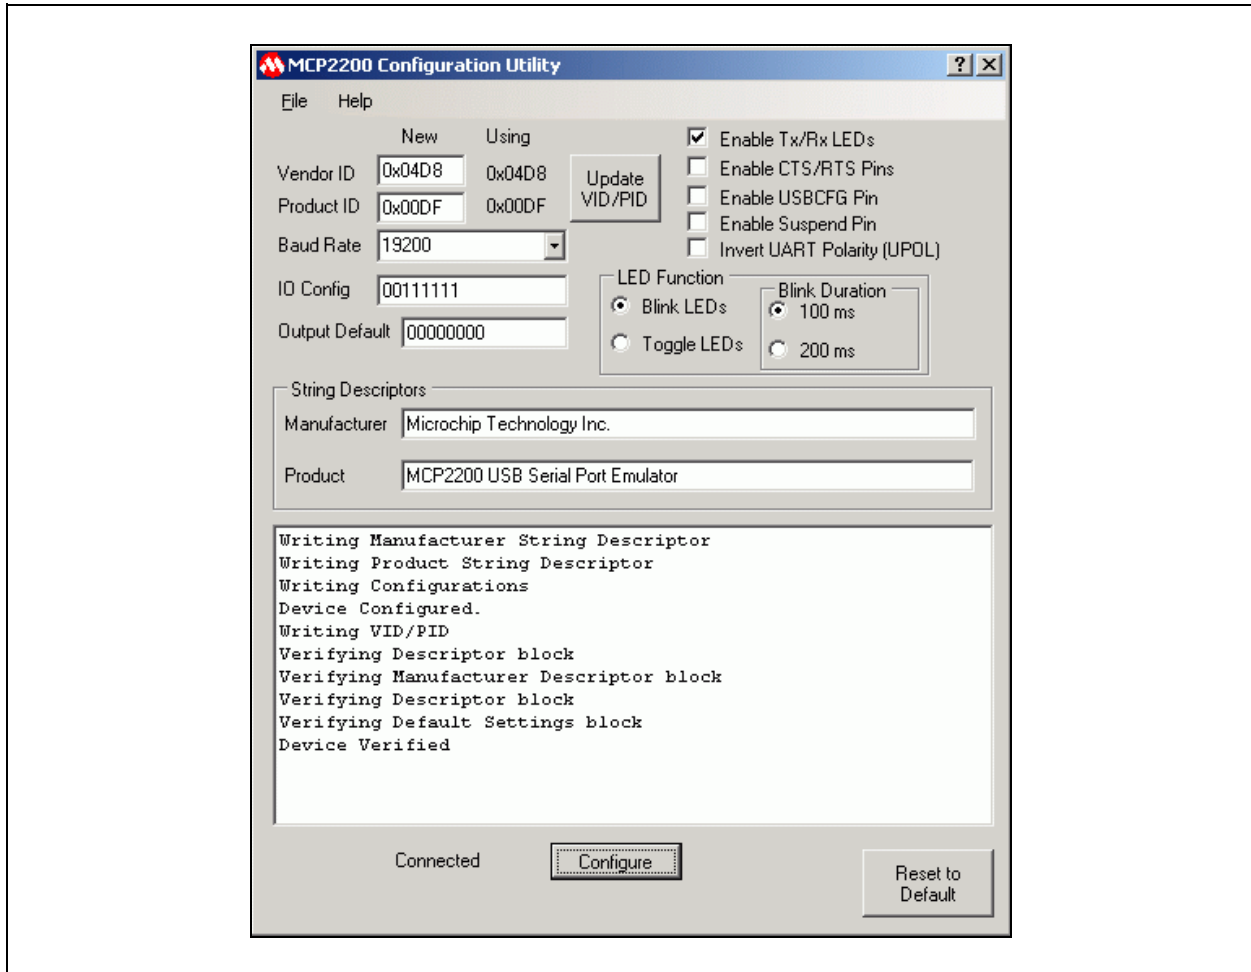 MCP2200 Configuration Utility
File Help
New Using
Vendor ID 0x04D8 0x04D8
Product ID 0x00DF 0x00DF
Update
VID/PID
Baud Rate 19200
IO Config 00111111
Output Default 00000000
Enable Tx/Rx LEDs
Enable CTS/RTS Pins
Enable USBCFG Pin
Enable Suspend Pin
Invert UART Polarity (UPOL)
LED Function
Blink LEDs
Toggle LEDs
Blink Duration
100 ms
200 ms
String Descriptors
Manufacturer Microchip Technology Inc.
Product MCP2200 USB Serial Port Emulator
Writing Manufacturer String Descriptor
Writing Product String Descriptor
Writing Configurations
Device Configured.
Writing VID/PID
Verifying Descriptor block
Verifying Manufacturer Descriptor block
Verifying Descriptor block
Verifying Default Settings block
Device Verified
Connected Configure
Reset to
Default